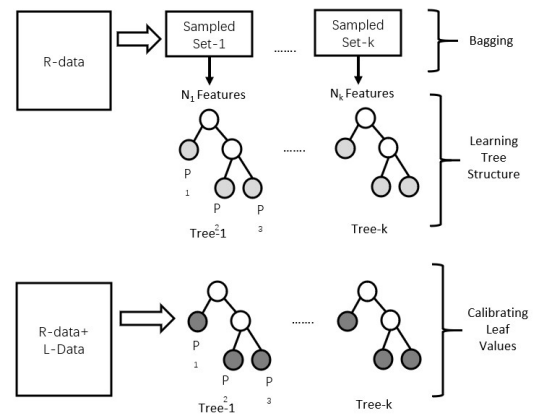 R-data
Sampled
Set-1
.......
Sampled
Set-k
Bagging
N1 Features
Nk Features
.......
Learning
Tree
Structure
P
1
P
2
P
3
Tree-1
Tree-k
R-data+
L-Data
.......
Calibrating
Leaf
Values
P
1
P
2
P
3
Tree-1
Tree-k